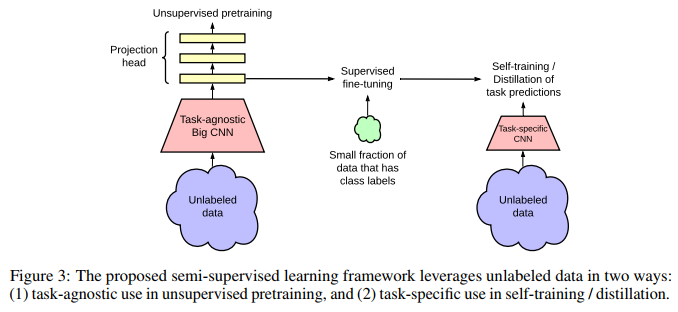 Unsupervised pretraining
Projection
head
Task-agnostic
Big CNN
Unlabeled
data
Supervised
fine-tuning
Small fraction of
data that has
class labels
Self-training /
Distillation of
task predictions
Task-specific
CNN
Unlabeled
data
Figure 3: The proposed semi-supervised learning framework leverages unlabeled data in two ways:
(1) task-agnostic use in unsupervised pretraining, and (2) task-specific use in self-training / distillation.